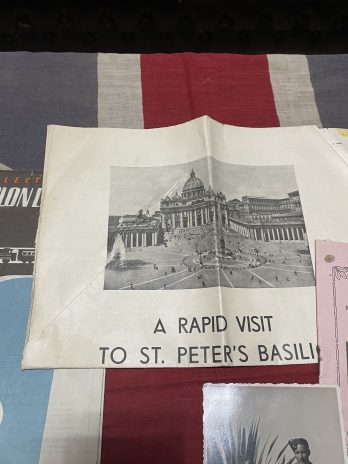 A RAPID VISIT
TO ST. PETER'S BASILI